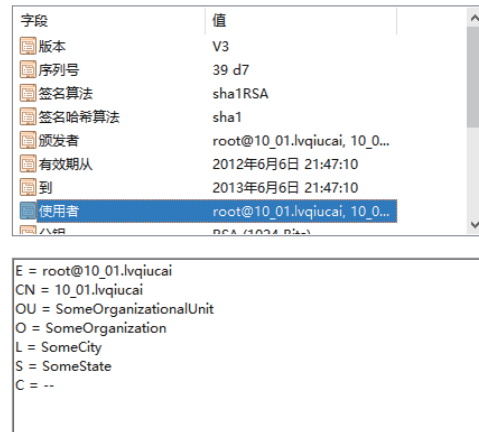 字段 值
版本 V3
序列号 39 d7
签名算法 sha1RSA
签名哈希算法 sha1
颁发者 root@10_01.lvqiucai, 10_0...
有效期从 2012年6月6日 21:47:10
到 2013年6月6日 21:47:10
使用者 root@10_01.lvqiucai, 10_0...
RSA (1024 Bits)
E = root@10_01.lvqiucai
CN = 10_01.lvqiucai
OU = SomeOrganizationalUnit
O = SomeOrganization
L = SomeCity
S = SomeState
C = --